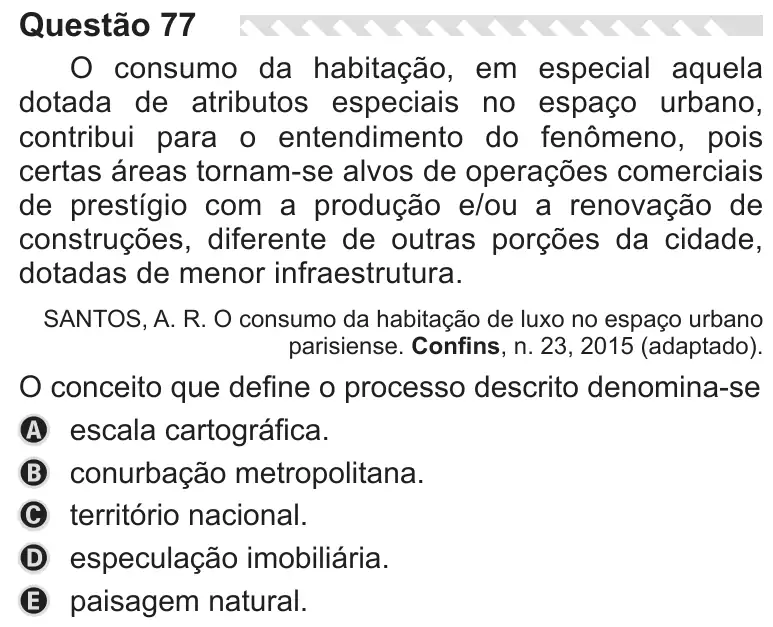 Questão 77
O consumo da habitação, em especial aquela
dotada de atributos especiais no espaço urbano,
contribui para o entendimento do fenômeno, pois
certas áreas tornam-se alvos de operações comerciais
de prestígio com a produção e/ou a renovação de
construções, diferente de outras porções da cidade,
dotadas de menor infraestrutura.
SANTOS, A. R. O consumo da habitação de luxo no espaço urbano
parisiense. Confins, n. 23, 2015 (adaptado).
O conceito que define o processo descrito denomina-se
A escala cartográfica.
B conurbação metropolitana.
C território nacional.
D especulação imobiliária.
E paisagem natural.